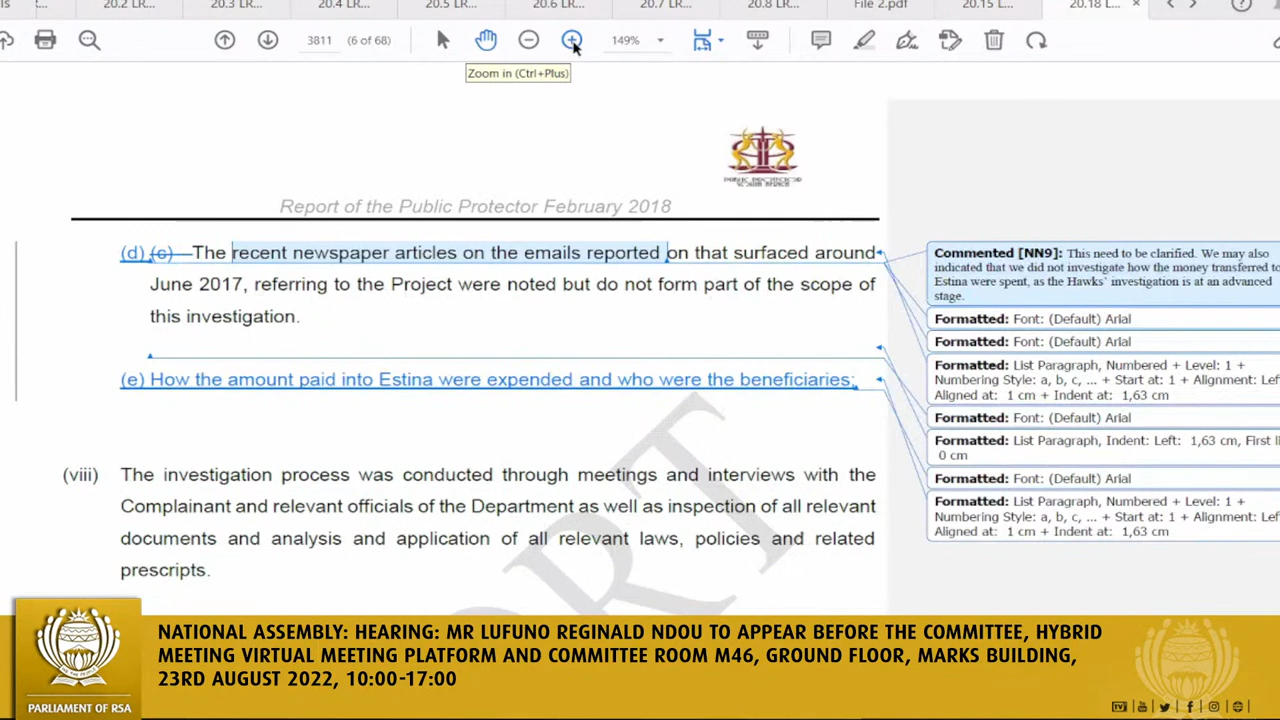 20.2 LR...
20.3 LR...
20.4 LR...
20.5 LR...
20.6 LR...
20.7 LR...
20.8 LR...
File 2.pdf
20.15 L...
20.18 L...
3811 (6 of 68)
149%
Zoom in (Ctrl+Plus)
Report of the Public Protector February 2018
(d) (c) The recent newspaper articles on the emails reported on that surfaced around
June 2017, referring to the Project were noted but do not form part of the scope of
this investigation.
(e) How the amount paid into Estina were expended and who were the beneficiaries;
(viii) The investigation process was conducted through meetings and interviews with the
Complainant and relevant officials of the Department as well as inspection of all relevant
documents and analysis and application of all relevant laws, policies and related
prescripts.
Commented [NN9]: This need to be clarified. We may also
indicated that we did not investigate how the money transferred to
Estina were spent, as the Hawks' investigation is at an advanced
stage.
Formatted: Font: (Default) Arial
Formatted: Font: (Default) Arial
Formatted: List Paragraph, Numbered + Level: 1 +
Numbering Style: a, b, c, ... + Start at: 1 + Alignment: Left
Aligned at: 1 cm + Indent at: 1,63 cm
Formatted: Font: (Default) Arial
Formatted: List Paragraph, Indent: Left: 1,63 cm, First li
0 cm
Formatted: Font: (Default) Arial
Formatted: List Paragraph, Numbered + Level: 1 +
Numbering Style: a, b, c, ... + Start at: 1 + Alignment: Left
Aligned at: 1 cm + Indent at: 1,63 cm
NATIONAL ASSEMBLY: HEARING: MR LUFUNO REGINALD NDOU TO APPEAR BEFORE THE COMMITTEE, HYBRID
MEETING VIRTUAL MEETING PLATFORM AND COMMITTEE ROOM M46, GROUND FLOOR, MARKS BUILDING,
23RD AUGUST 2022, 10:00-17:00
PARLIAMENT OF RSA